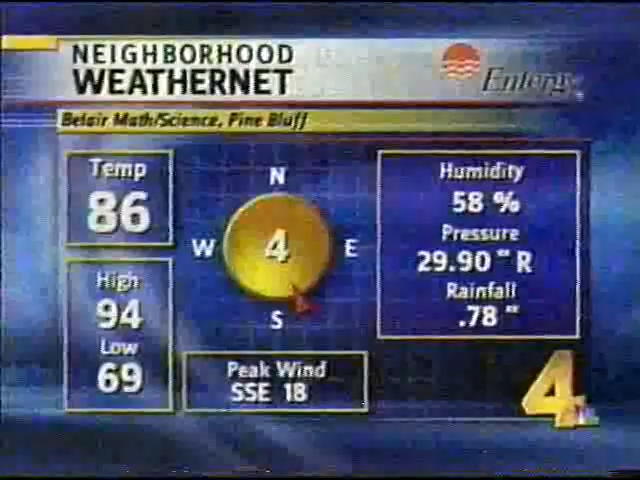 NEIGHBORHOOD
WEATHERNET
Entergy
Belair Math/Science, Pine Bluff
Temp
86
High
94
Low
69
N
W
4
E
S
Peak Wind
SSE 18
Humidity
58 %
Pressure
29.90 " R
Rainfall
.78 "
4